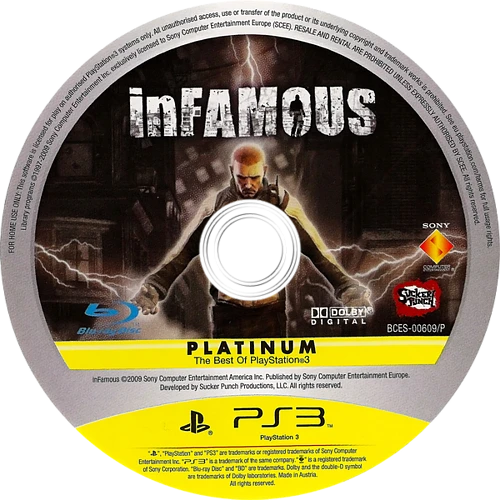 FOR HOME USE ONLY: This software is licensed for play on authorised PlayStation®3 systems only. All unauthorised access, use or transfer of the product or its underlying copyright and trademark works is prohibited. See eu.playstation.com/terms for full usage rights.
Library programs ©1997-2009 Sony Computer Entertainment Inc. exclusively licensed to Sony Computer Entertainment Europe (SCEE). RESALE AND RENTAL ARE PROHIBITED UNLESS EXPRESSLY AUTHORISED BY SCEE. All rights reserved.
inFAMOUS
SONY
COMPUTER
ENTERTAINMENT
SUCKER
PUNCH
Blu-ray Disc
DOLBY
DIGITAL
BCES-00609/P
PLATINUM
The Best Of PlayStation®3
inFamous ©2009 Sony Computer Entertainment America Inc. Published by Sony Computer Entertainment Europe.
Developed by Sucker Punch Productions, LLC. All rights reserved.
PS3™
PlayStation 3
" ", "PlayStation" and "PS3" are trademarks or registered trademarks of Sony Computer
Entertainment Inc. "PS3" is a trademark of the same company. " " is a registered trademark
of Sony Corporation. "Blu-ray Disc" and "BD" are trademarks. Dolby and the double-D symbol
are trademarks of Dolby Laboratories. Made in Austria.